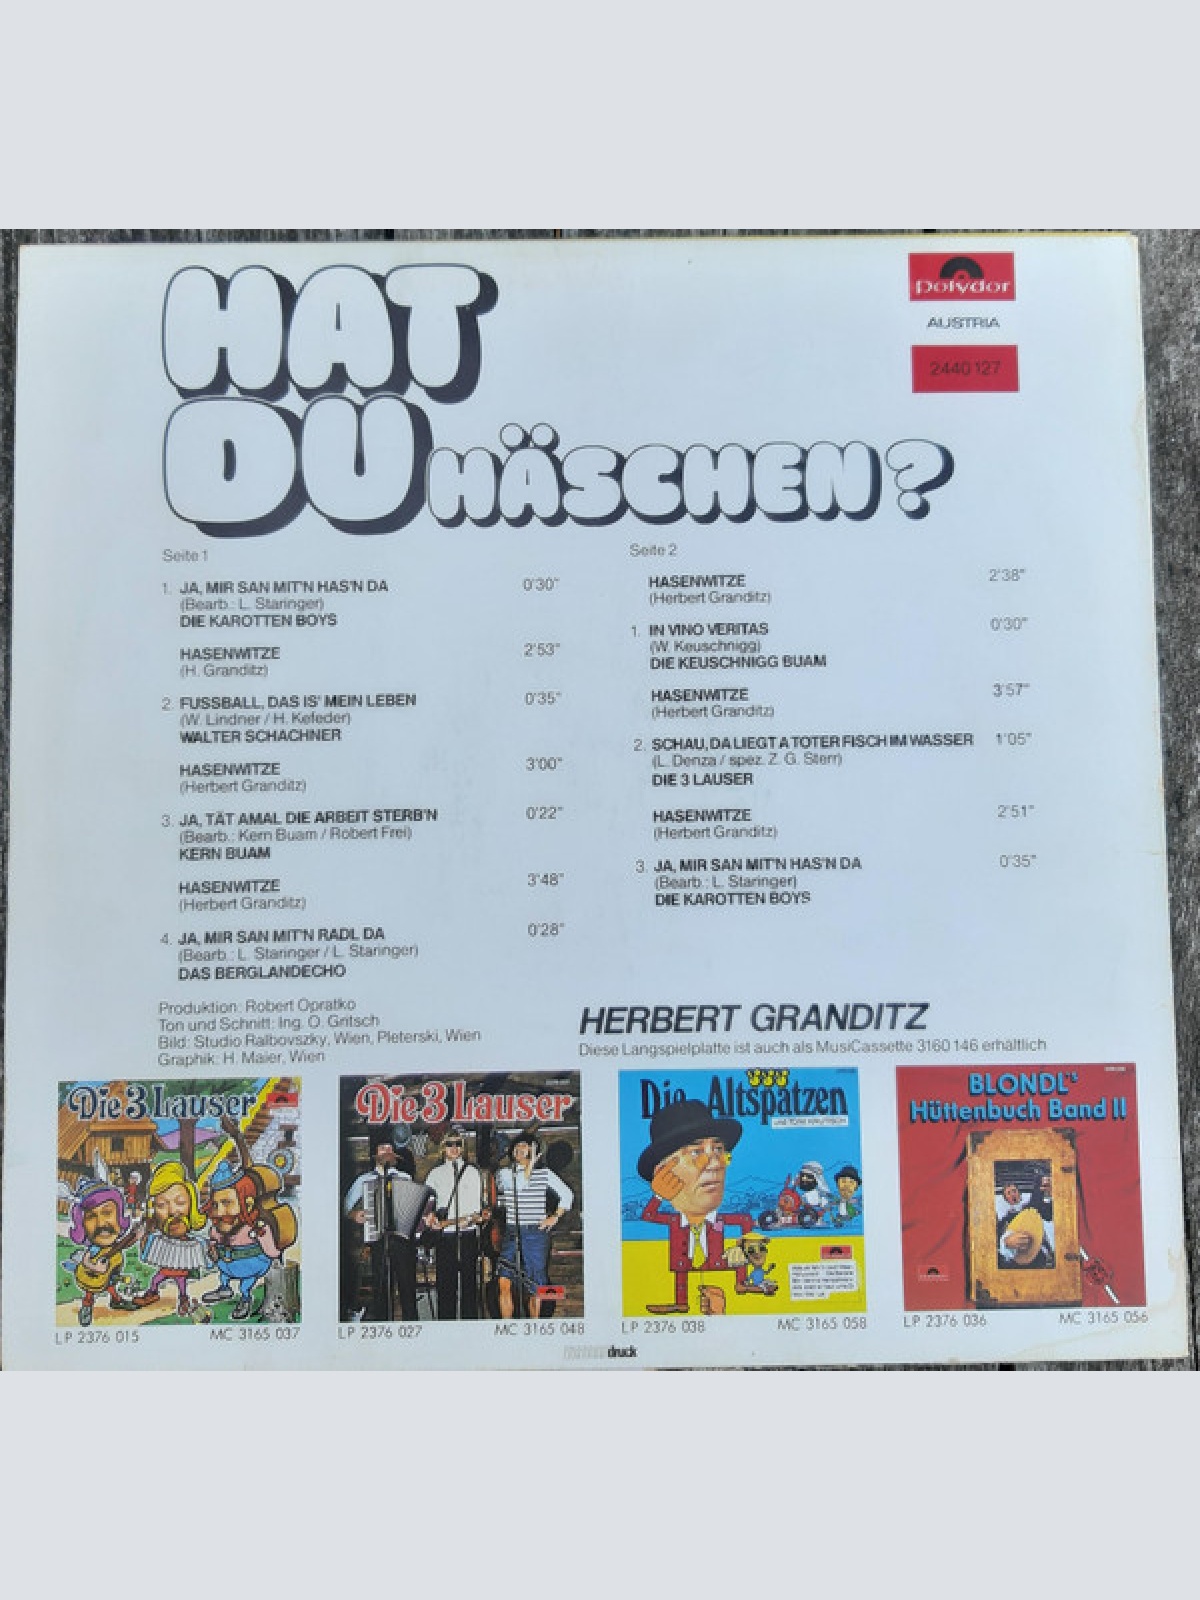 HAT
DU HÄSCHEN?
Polydor
AUSTRIA
2440 127
Seite 1
1. JA, MIR SAN MIT'N HAS'N DA 0'30"
(Bearb.: L. Staringer)
DIE KAROTTEN BOYS
HASENWITZE 2'53"
(H. Granditz)
2. FUSSBALL, DAS IS' MEIN LEBEN 0'35"
(W. Lindner / H. Kefeder)
WALTER SCHACHNER
HASENWITZE 3'00"
(Herbert Granditz)
3. JA, TÄT AMAL DIE ARBEIT STERB'N 0'22"
(Bearb.: Kern Buam / Robert Frei)
KERN BUAM
HASENWITZE 3'48"
(Herbert Granditz)
4. JA, MIR SAN MIT'N RADL DA 0'28"
(Bearb.: L. Staringer / L. Staringer)
DAS BERGLANDECHO
Seite 2
HASENWITZE 2'38"
(Herbert Granditz)
1. IN VINO VERITAS 0'30"
(W. Keuschnigg)
DIE KEUSCHNIGG BUAM
HASENWITZE 3'57"
(Herbert Granditz)
2. SCHAU, DA LIEGT A TOTER FISCH IM WASSER 1'05"
(L. Denza / spez. Z. G. Sterr)
DIE 3 LAUSER
HASENWITZE 2'51"
(Herbert Granditz)
3. JA, MIR SAN MIT'N HAS'N DA 0'35"
(Bearb.: L. Staringer)
DIE KAROTTEN BOYS
Produktion: Robert Opratko
Ton und Schnitt: Ing. O. Gritsch
Bild: Studio Ralbovszky, Wien, Pleterski, Wien
Graphik: H. Maier, Wien
HERBERT GRANDITZ
Diese Langspielplatte ist auch als MusiCassette 3160 146 erhältlich
Die 3 Lauser
LP 2376 015 MC 3165 037
Die 3 Lauser
LP 2376 027 MC 3165 048
Die Altspatzen
LP 2376 038 MC 3165 058
BLONDL's
Hüttenbuch Band II
LP 2376 036 MC 3165 056
druck